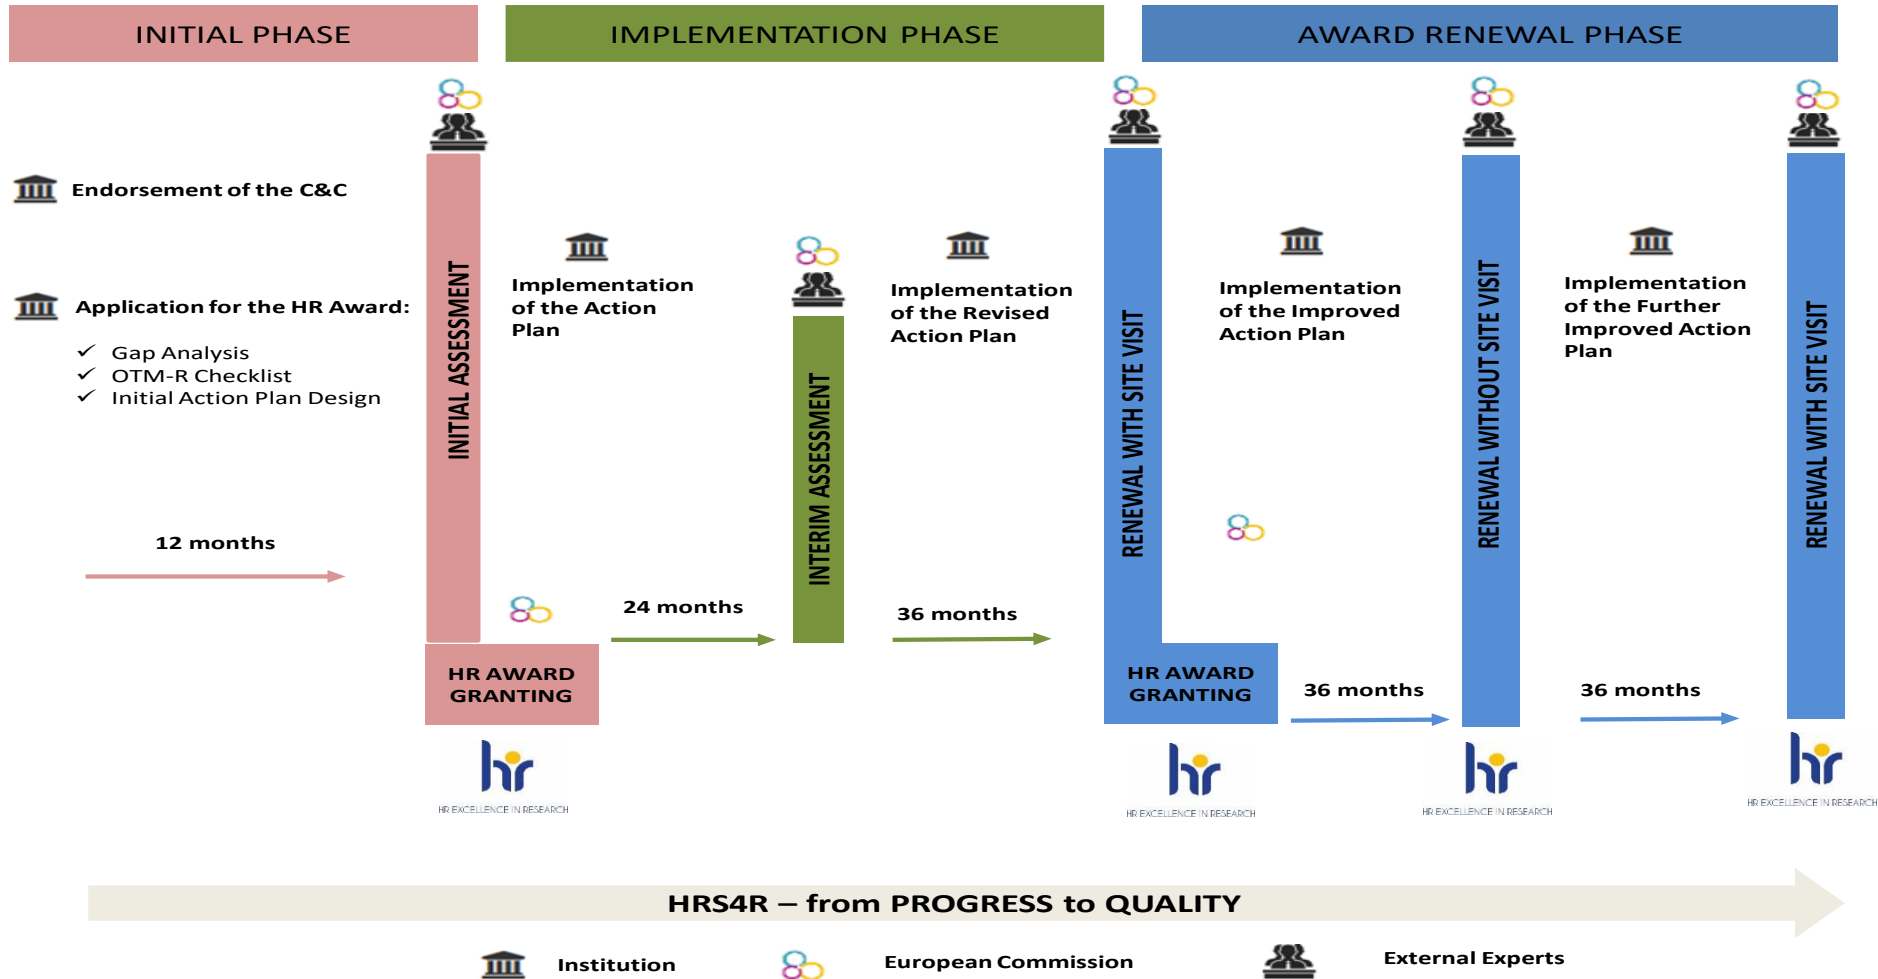 INITIAL PHASE
IMPLEMENTATION PHASE
AWARD RENEWAL PHASE
Endorsement of the C&C
Application for the HR Award:
✓ Gap Analysis
✓ OTM-R Checklist
✓ Initial Action Plan Design
12 months
INITIAL ASSESSMENT
HR AWARD
GRANTING
hr
HR EXCELLENCE IN RESEARCH
Implementation
of the Action
Plan
24 months
INTERIM ASSESSMENT
Implementation
of the Revised
Action Plan
36 months
RENEWAL WITH SITE VISIT
HR AWARD
GRANTING
hr
HR EXCELLENCE IN RESEARCH
Implementation
of the Improved
Action Plan
36 months
RENEWAL WITHOUT SITE VISIT
hr
HR EXCELLENCE IN RESEARCH
Implementation
of the Further
Improved Action
Plan
36 months
RENEWAL WITH SITE VISIT
hr
HR EXCELLENCE IN RESEARCH
HRS4R – from PROGRESS to QUALITY
Institution
European Commission
External Experts